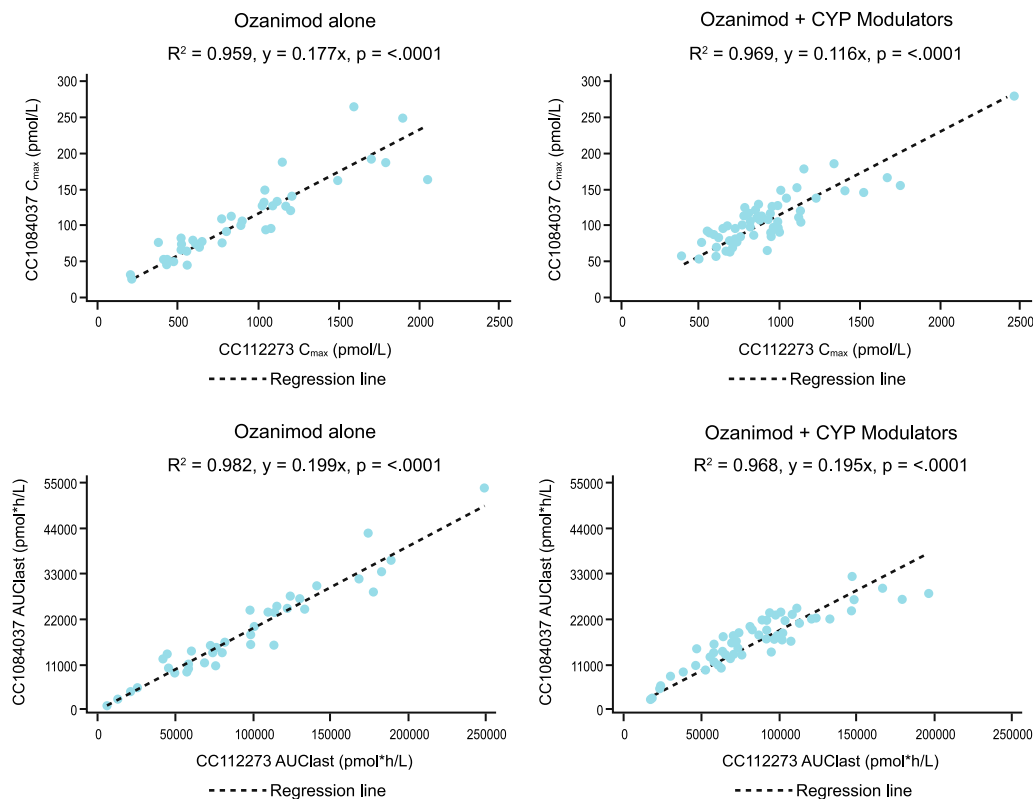 Ozanimod alone
R² = 0.959, y = 0.177x, p = <.0001
CC1084037 Cmax (pmol/L)
300
250
200
150
100
50
0
0 500 1000 1500 2000 2500
CC112273 Cmax (pmol/L)
Regression line
Ozanimod + CYP Modulators
R² = 0.969, y = 0.116x, p = <.0001
CC1084037 Cmax (pmol/L)
300
250
200
150
100
50
0
0 500 1000 1500 2000 2500
CC112273 Cmax (pmol/L)
Regression line
Ozanimod alone
R² = 0.982, y = 0.199x, p = <.0001
CC1084037 AUClast (pmol*h/L)
55000
44000
33000
22000
11000
0
0 50000 100000 150000 200000 250000
CC112273 AUClast (pmol*h/L)
Regression line
Ozanimod + CYP Modulators
R² = 0.968, y = 0.195x, p = <.0001
CC1084037 AUClast (pmol*h/L)
55000
44000
33000
22000
11000
0
0 50000 100000 150000 200000 250000
CC112273 AUClast (pmol*h/L)
Regression line